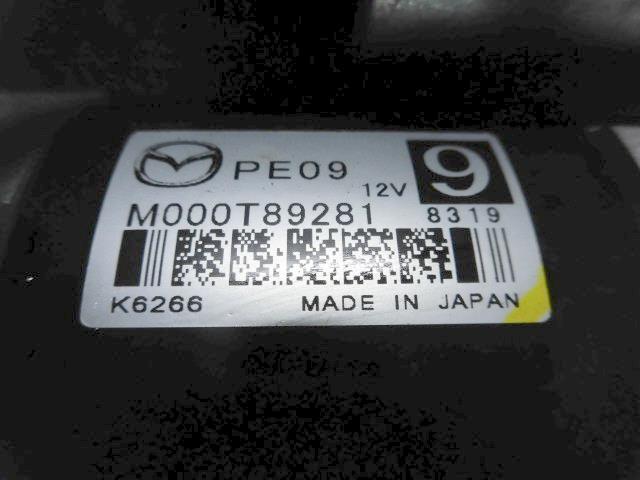 PE09 12V 9
M000T89281 8319
K6266 MADE IN JAPAN